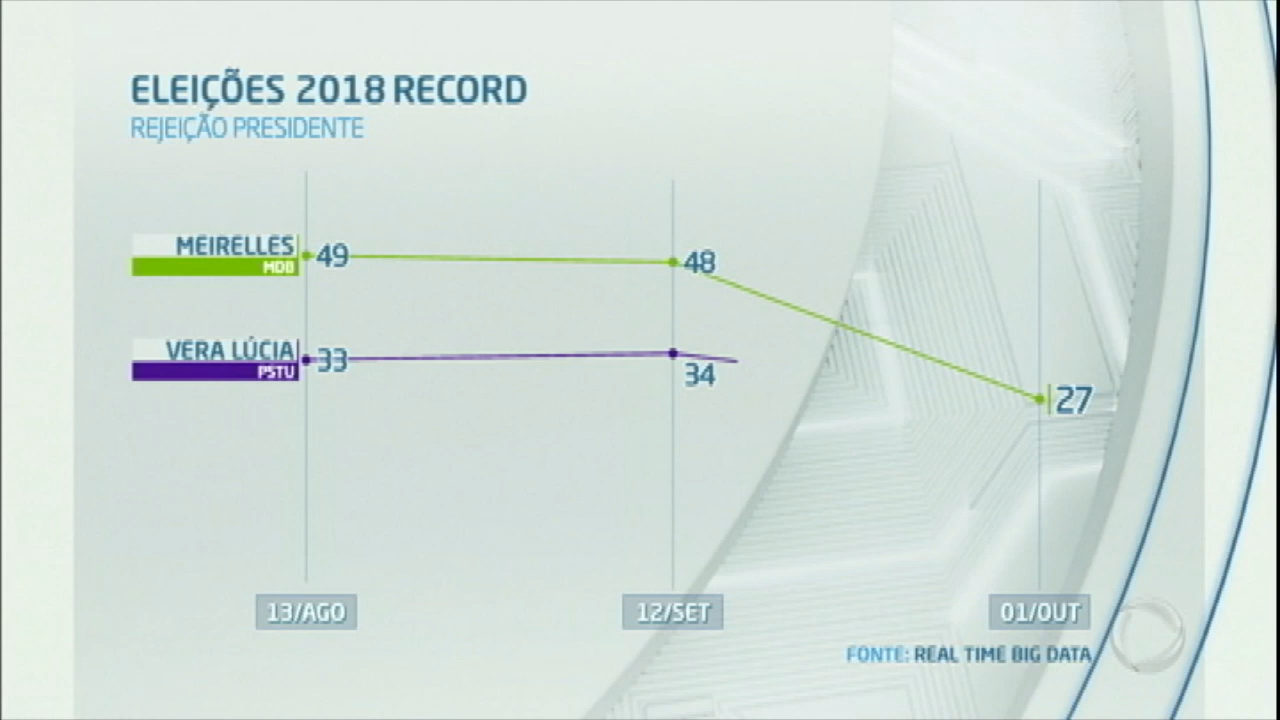 ELEIÇÕES 2018 RECORD
REJEIÇÃO PRESIDENTE
MEIRELLES
MDB
49
48
27
VERA LÚCIA
PSTU
33
34
13/AGO
12/SET
01/OUT
FONTE: REAL TIME BIG DATA